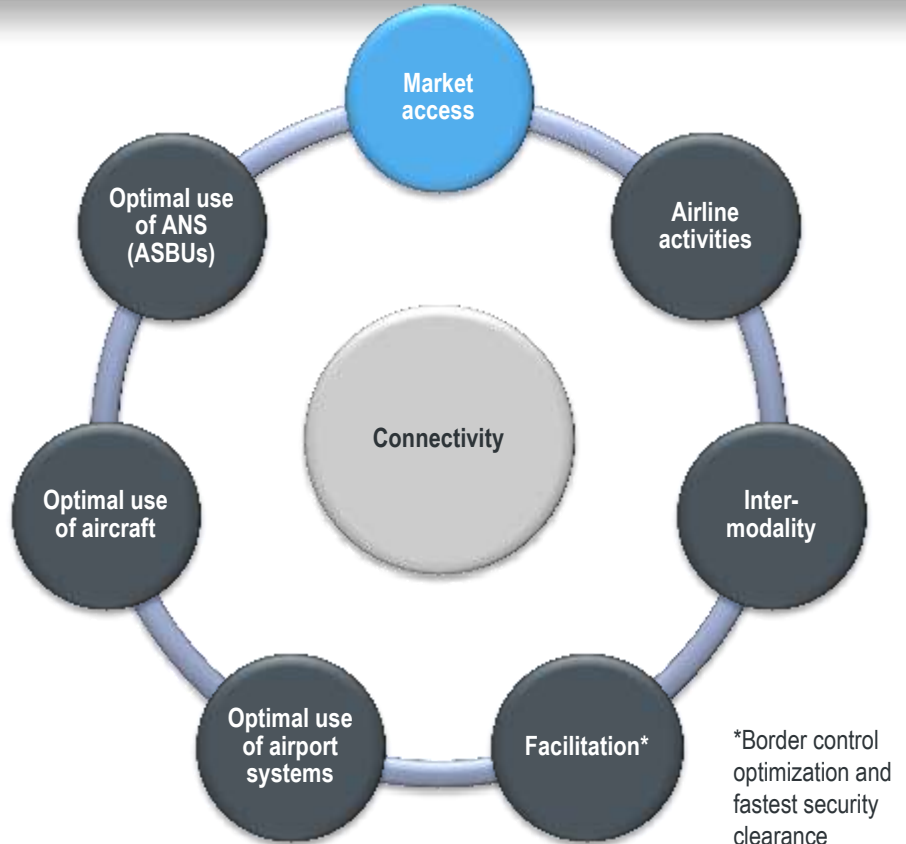 Market
access
Airline
activities
Inter-
modality
Facilitation*
Optimal use
of airport
systems
Optimal use
of aircraft
Optimal use
of ANS
(ASBUs)
Connectivity
*Border control
optimization and
fastest security
clearance